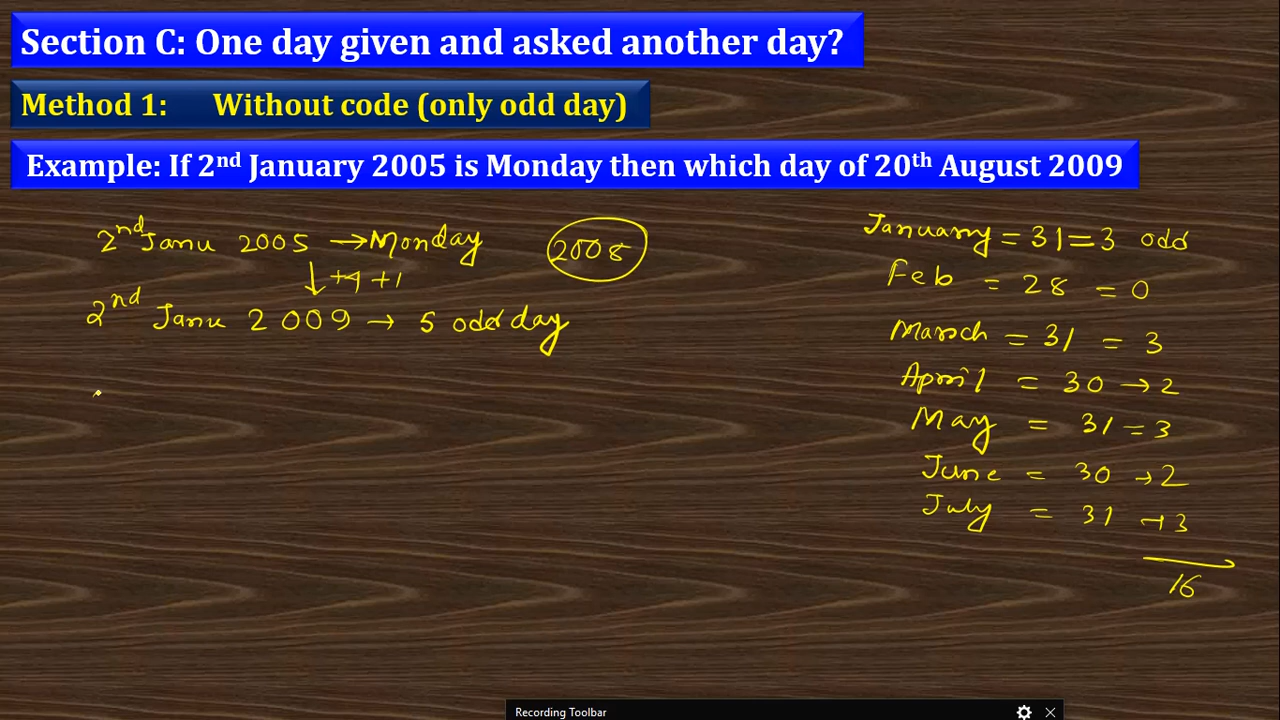 Section C: One day given and asked another day?
Method 1: Without code (only odd day)
Example: If 2nd January 2005 is Monday then which day of 20th August 2009
2nd Janu 2005 → Monday
2008
↓ +4 +1
2nd Janu 2009 → 5 odd day
January = 31 = 3 odd
Feb = 28 = 0
March = 31 = 3
April = 30 → 2
May = 31 = 3
June = 30 → 2
July = 31 → 3
16
Recording Toolbar